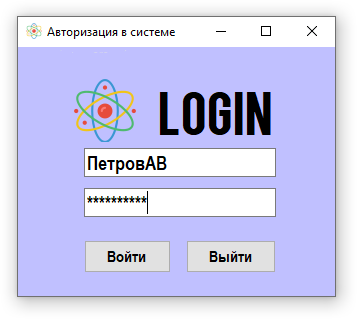 Авторизация в системе
LOGIN
ПетровАВ
**********
Войти
Выйти